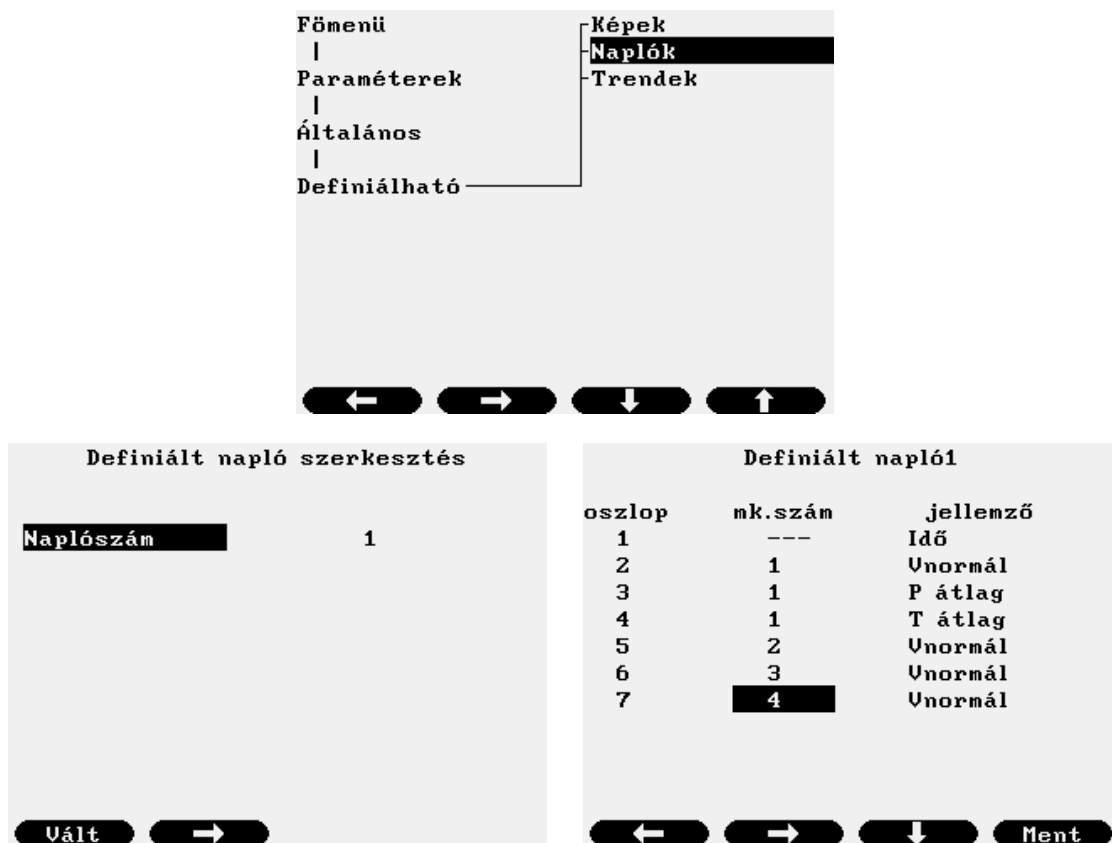 Fömenü
Képek
Naplók
Paraméterek
Trendek
Általános
Definiálható
Definiált napló szerkesztés
Naplószám 1
Vált
Definiált napló1
oszlop mk.szám jellemző
1 --- Idő
2 1 Vnormál
3 1 P átlag
4 1 T átlag
5 2 Vnormál
6 3 Vnormál
7 4 Vnormál
Ment